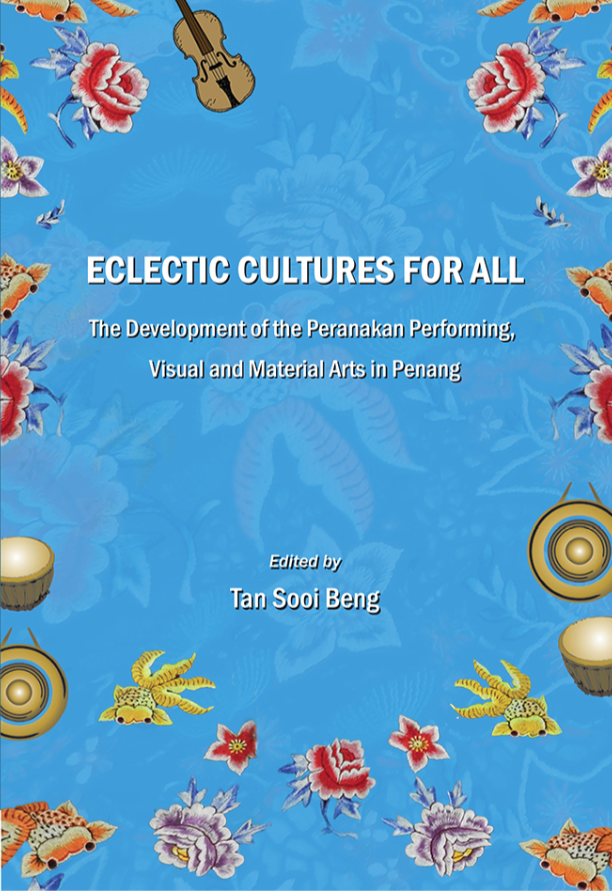 ECLECTIC CULTURES FOR ALL
The Development of the Peranakan Performing,
Visual and Material Arts in Penang
Edited by
Tan Sooi Beng